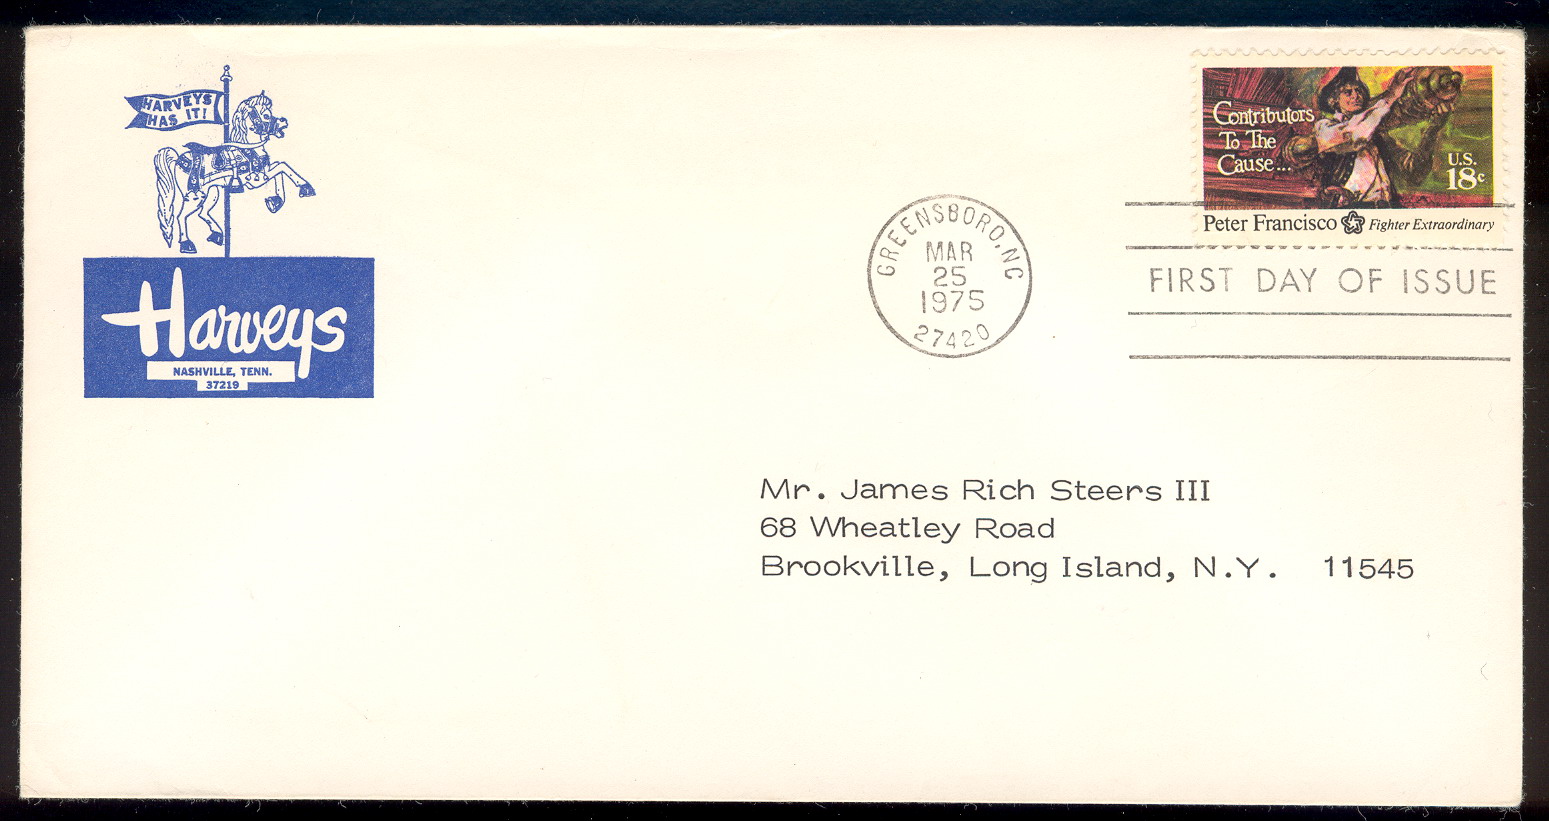 HARVEYS
HAS IT!
Harveys
NASHVILLE, TENN.
37219
GREENSBORO, NC
MAR
25
1975
27420
Contributors
To The
Cause...
U.S.
18c
Peter Francisco Fighter Extraordinary
FIRST DAY OF ISSUE
Mr. James Rich Steers III
68 Wheatley Road
Brookville, Long Island, N.Y. 11545